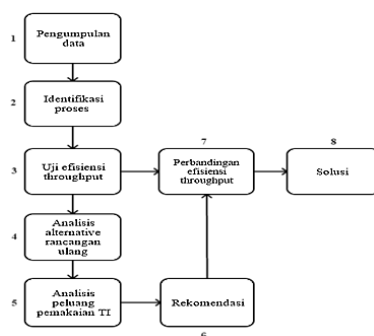 1
Pengumpulan
data
2
Identifikasi
proses
3
Uji efisiensi
throughput
4
Analisis
alternative
rancangan
ulang
5
Analisis
peluang
pemakaian TI
Rekomendasi
6
7
Perbandingan
efisiensi
throughput
8
Solusi